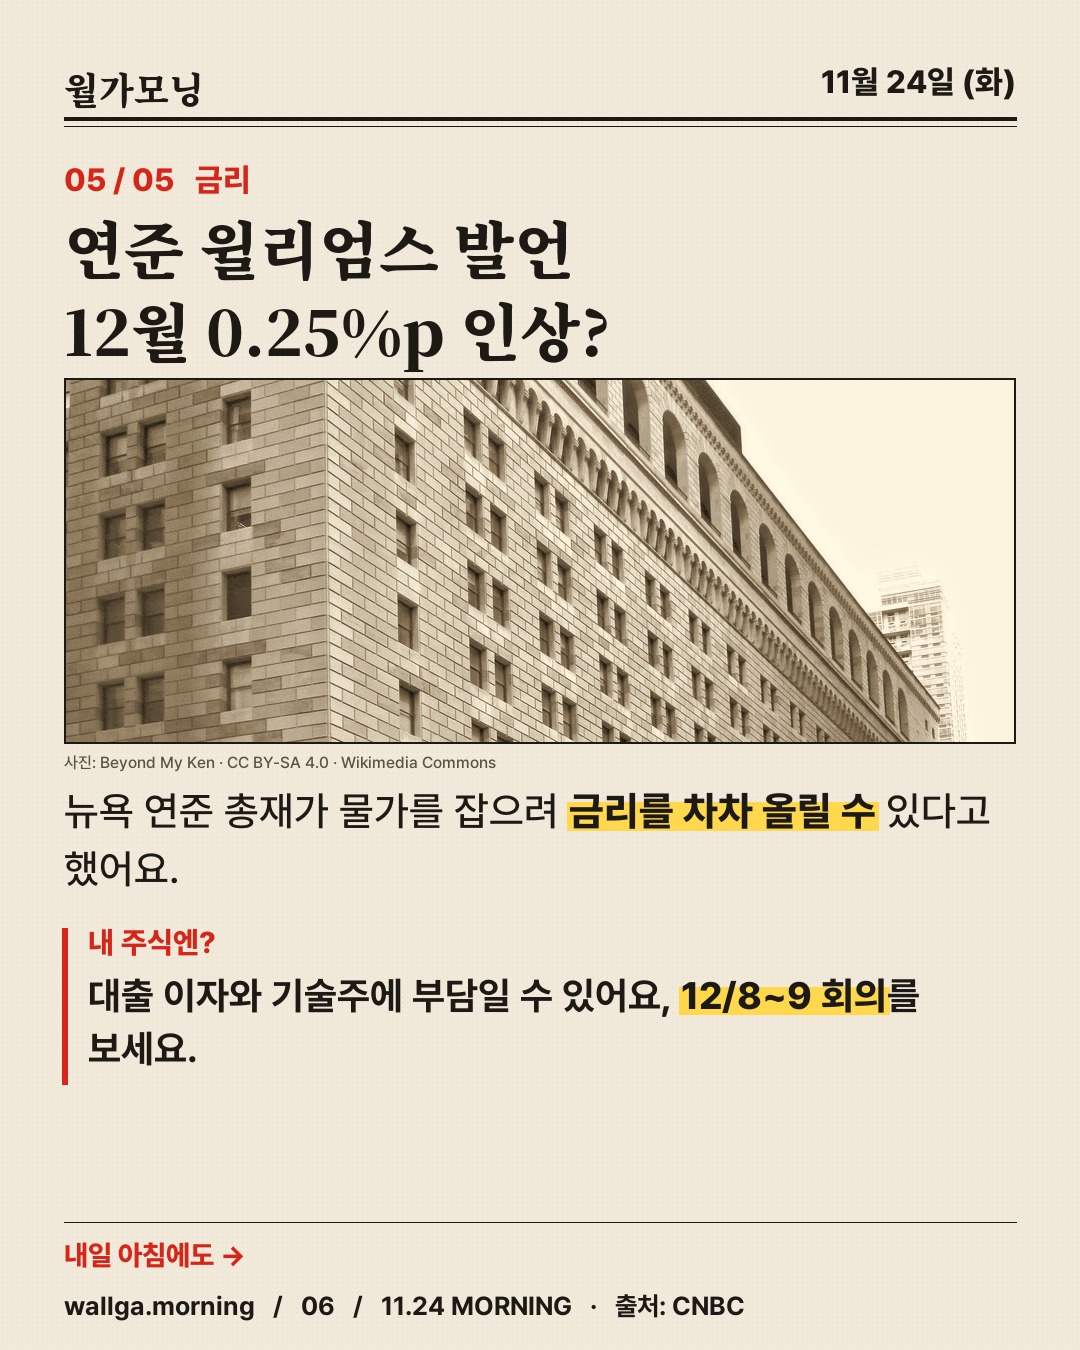 월가모닝
11월 24일 (화)
05 / 05 금리
연준 윌리엄스 발언
12월 0.25%p 인상?
사진: Beyond My Ken · CC BY-SA 4.0 · Wikimedia Commons
뉴욕 연준 총재가 물가를 잡으려 금리를 차차 올릴 수 있다고
했어요.
내 주식엔?
대출 이자와 기술주에 부담일 수 있어요, 12/8~9 회의를
보세요.
내일 아침에도 →
wallga.morning / 06 / 11.24 MORNING · 출처: CNBC